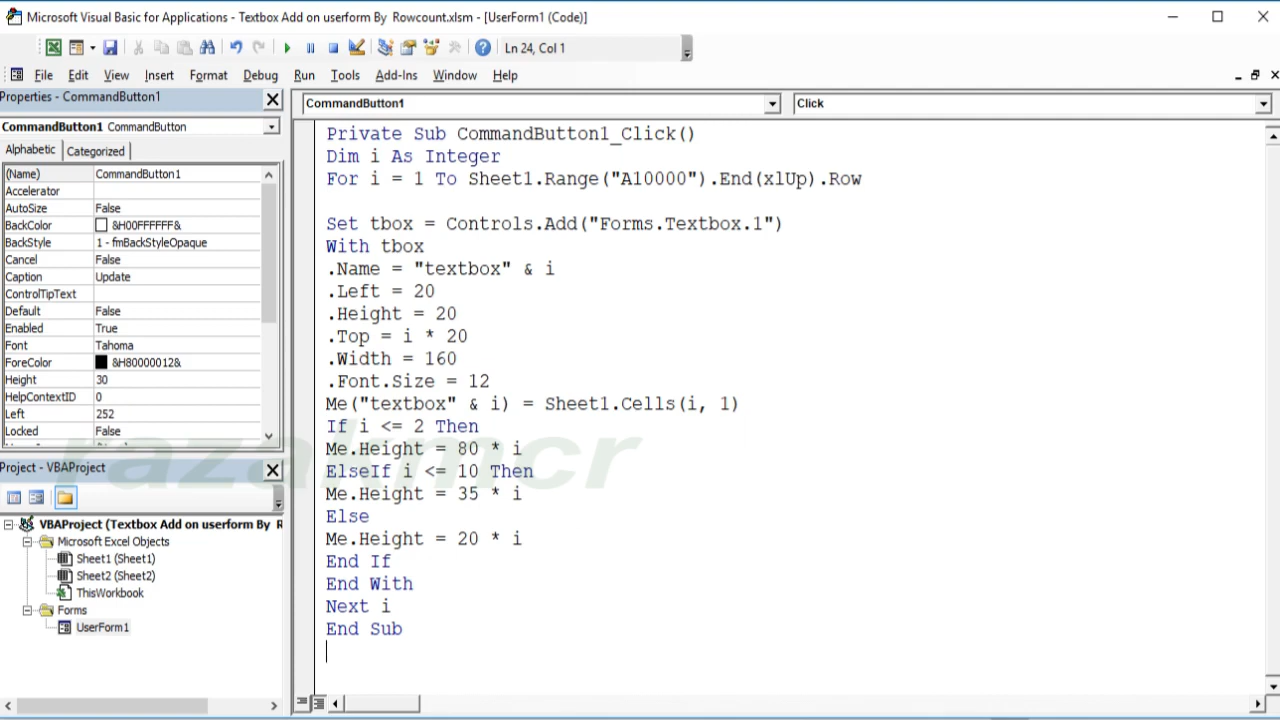 Microsoft Visual Basic for Applications - Textbox Add on userform By Rowcount.xlsm - [UserForm1 (Code)]
Ln 24, Col 1
File Edit View Insert Format Debug Run Tools Add-Ins Window Help
Properties - CommandButton1
CommandButton1 CommandButton
Alphabetic Categorized
(Name) CommandButton1
Accelerator
AutoSize False
BackColor &H00FFFFFF&
BackStyle 1 - fmBackStyleOpaque
Cancel False
Caption Update
ControlTipText
Default False
Enabled True
Font Tahoma
ForeColor &H80000012&
Height 30
HelpContextID 0
Left 252
Locked False
Project - VBAProject
VBAProject (Textbox Add on userform By R
Microsoft Excel Objects
Sheet1 (Sheet1)
Sheet2 (Sheet2)
ThisWorkbook
Forms
UserForm1
CommandButton1 Click
Private Sub CommandButton1_Click()
Dim i As Integer
For i = 1 To Sheet1.Range("A10000").End(xlUp).Row
Set tbox = Controls.Add("Forms.Textbox.1")
With tbox
.Name = "textbox" & i
.Left = 20
.Height = 20
.Top = i * 20
.Width = 160
.Font.Size = 12
Me("textbox" & i) = Sheet1.Cells(i, 1)
If i <= 2 Then
Me.Height = 80 * i
ElseIf i <= 10 Then
Me.Height = 35 * i
Else
Me.Height = 20 * i
End If
End With
Next i
End Sub
razakmcr